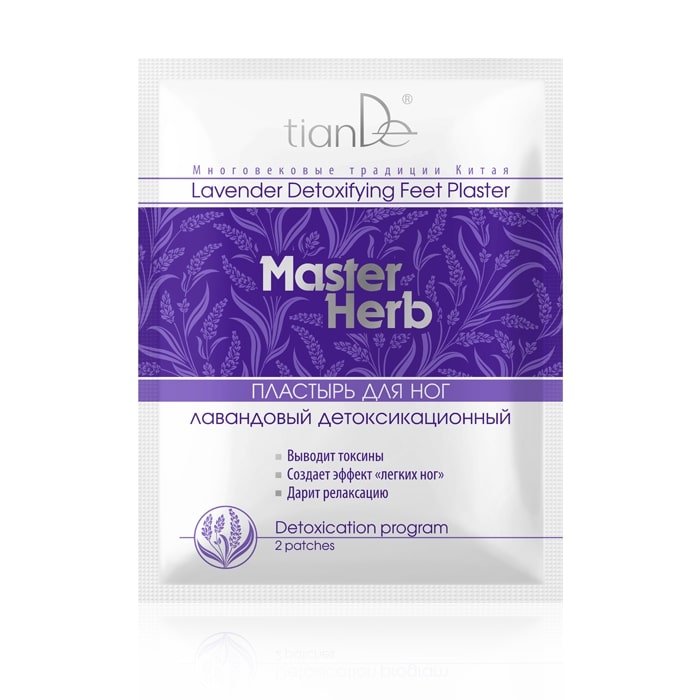 tianDe®
Многовековые традиции Китая
Lavender Detoxifying Feet Plaster
Master
Herb
ПЛАСТЫРЬ ДЛЯ НОГ
ЛАВАНДОВЫЙ ДЕТОКСИКАЦИОННЫЙ
Выводит токсины
Создает эффект «легких ног»
Дарит релаксацию
Detoxication program
2 patches